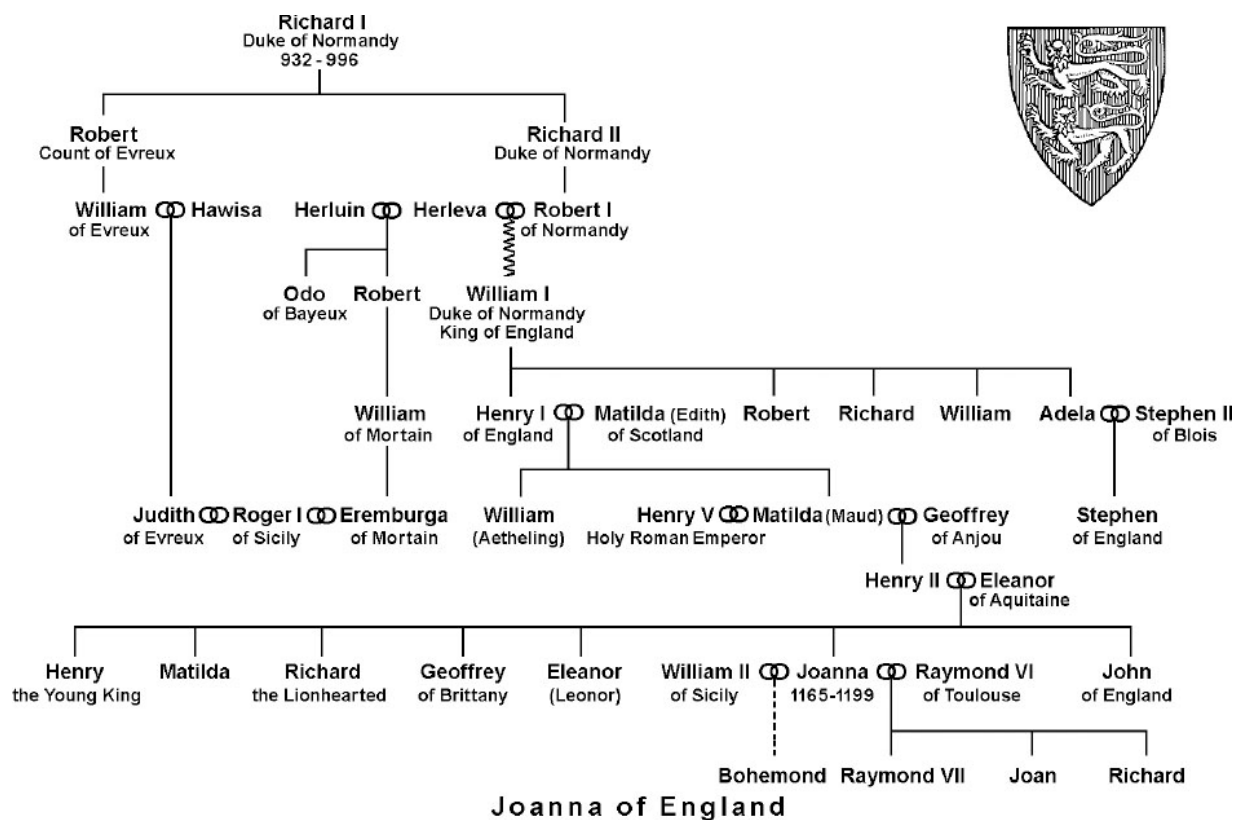 Richard I
Duke of Normandy
932 - 996
Robert
Count of Evreux
Richard II
Duke of Normandy
William
of Evreux
Hawisa
Herluin
Herleva
Robert I
of Normandy
Odo
of Bayeux
Robert
William I
Duke of Normandy
King of England
William
of Mortain
Henry I
of England
Matilda (Edith)
of Scotland
Robert
Richard
William
Adela
Stephen II
of Blois
Judith
of Evreux
Roger I
of Sicily
Eremburga
of Mortain
William
(Aetheling)
Henry V
Holy Roman Emperor
Matilda (Maud)
Geoffrey
of Anjou
Stephen
of England
Henry II
Eleanor
of Aquitaine
Henry
the Young King
Matilda
Richard
the Lionhearted
Geoffrey
of Brittany
Eleanor
(Leonor)
William II
of Sicily
Joanna
1165-1199
Raymond VI
of Toulouse
John
of England
Bohemond
Raymond VII
Joan
Richard
Joanna of England